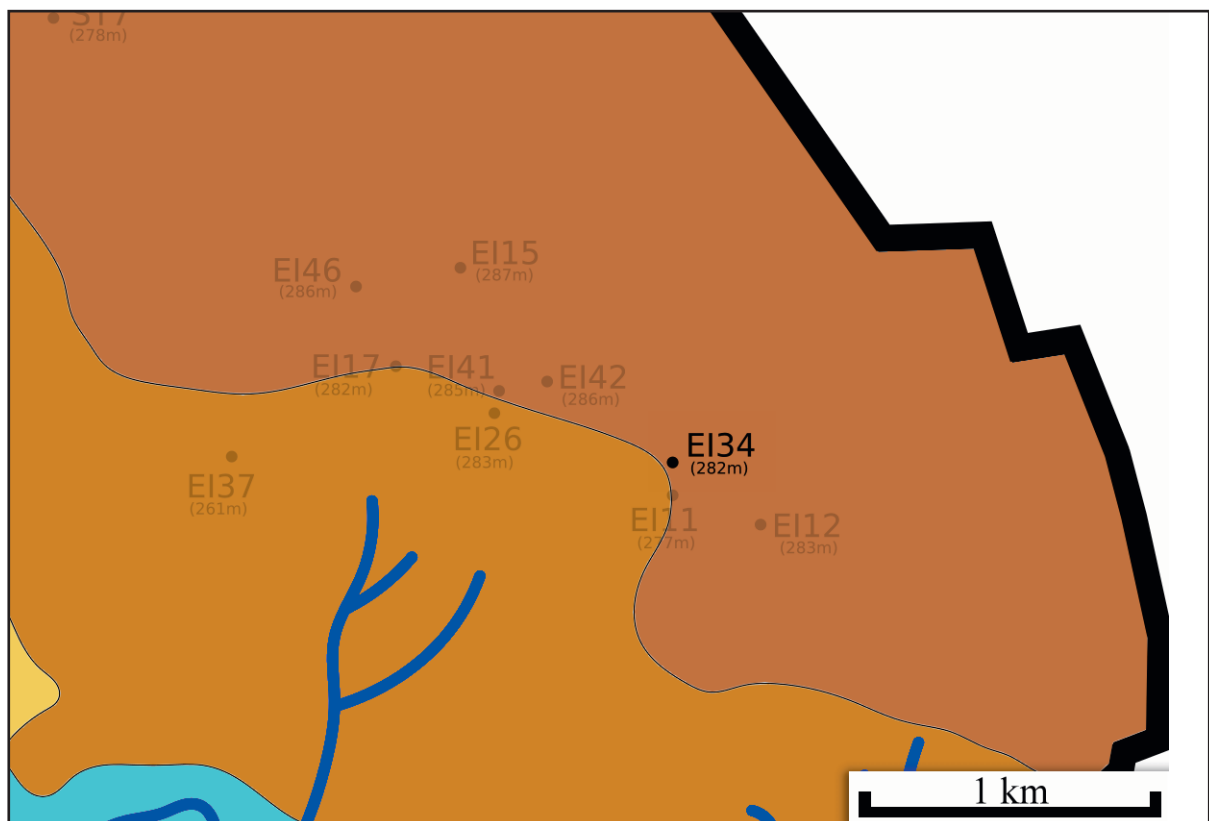 ST7
(278m)
EI15
(287m)
EI46
(286m)
EI17
(282m)
EI41
(285m)
EI42
(286m)
EI26
(283m)
EI34
(282m)
EI37
(261m)
EI11
(277m)
EI12
(283m)
1 km